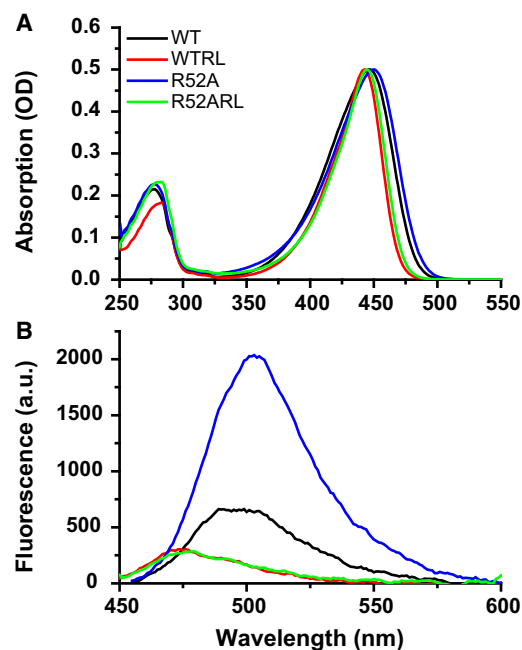 A
Absorption (OD)
0.6
0.5
0.4
0.3
0.2
0.1
0.0
WT
WTRL
R52A
R52ARL
250 300 350 400 450 500 550
B
Fluorescence (a.u.)
2000
1500
1000
500
0
450 500 550 600
Wavelength (nm)